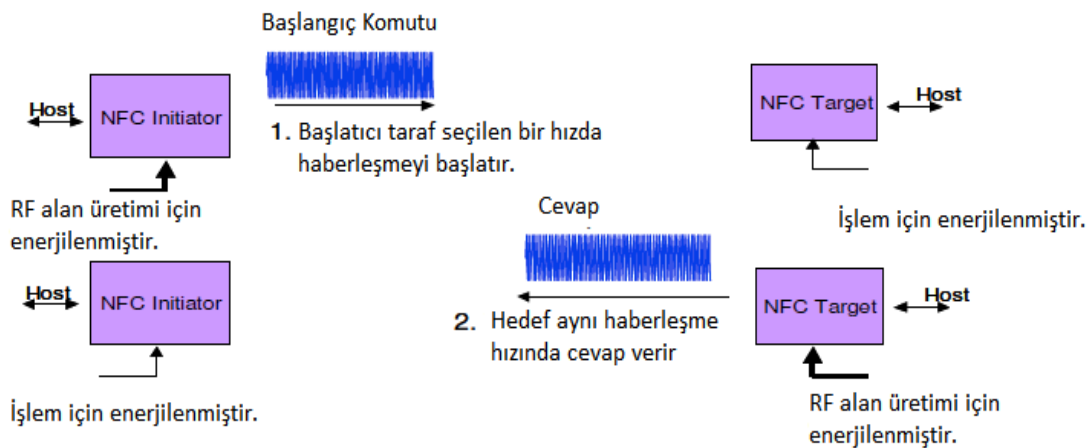 Başlangıç Komutu
Host
NFC Initiator
NFC Target
Host
1. Başlatıcı taraf seçilen bir hızda
haberleşmeyi başlatır.
RF alan üretimi için
enerjilenmiştir.
İşlem için enerjilenmiştir.
Cevap
Host
NFC Initiator
NFC Target
Host
2. Hedef aynı haberleşme
hızında cevap verir
İşlem için enerjilenmiştir.
RF alan üretimi için
enerjilenmiştir.